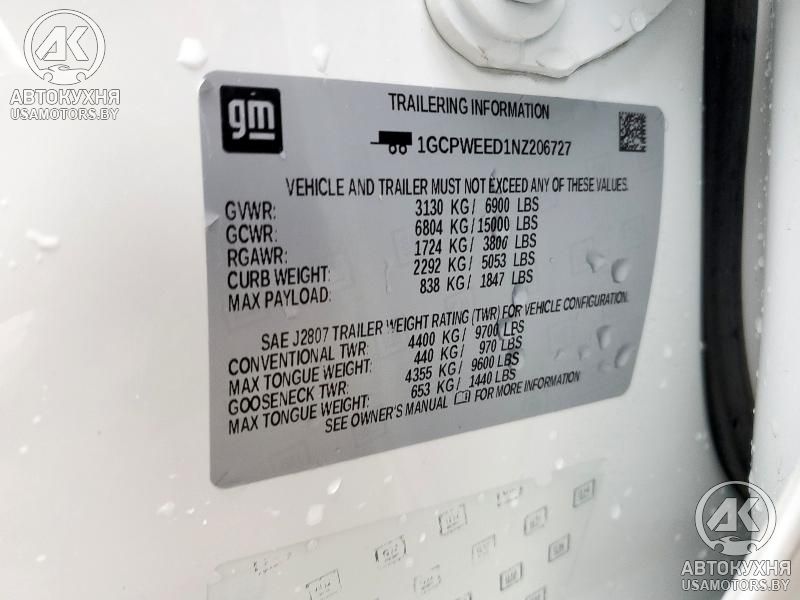 AK
АВТОКУХНЯ
USAMOTORS.BY
gm
TRAILERING INFORMATION
1GCPWEED1NZ206727
VEHICLE AND TRAILER MUST NOT EXCEED ANY OF THESE VALUES.
GVWR: 3130 KG/ 6900 LBS
GCWR: 6804 KG/ 15000 LBS
RGAWR: 1724 KG/ 3800 LBS
CURB WEIGHT: 2292 KG/ 5053 LBS
MAX PAYLOAD: 838 KG/ 1847 LBS
SAE J2807 TRAILER WEIGHT RATING (TWR) FOR VEHICLE CONFIGURATION.
CONVENTIONAL TWR: 4400 KG/ 9700 LBS
MAX TONGUE WEIGHT: 440 KG/ 970 LBS
GOOSENECK TWR: 4355 KG/ 9600 LBS
MAX TONGUE WEIGHT: 653 KG/ 1440 LBS
SEE OWNER'S MANUAL FOR MORE INFORMATION
AK
АВТОКУХНЯ
USAMOTORS.BY